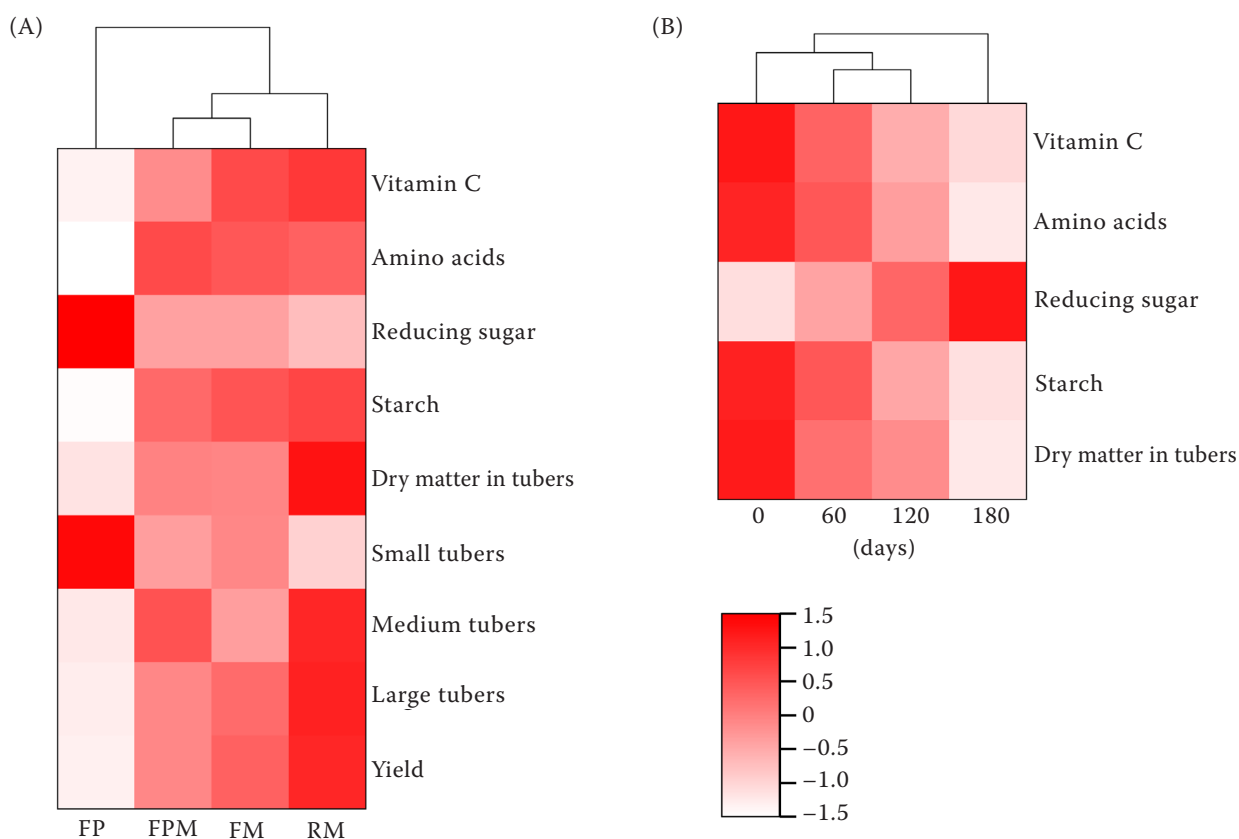 (A)
Vitamin C
Amino acids
Reducing sugar
Starch
Dry matter in tubers
Small tubers
Medium tubers
Large tubers
Yield
FP FPM FM RM
(B)
Vitamin C
Amino acids
Reducing sugar
Starch
Dry matter in tubers
0 60 120 180
(days)
1.5
1.0
0.5
0
−0.5
−1.0
−1.5